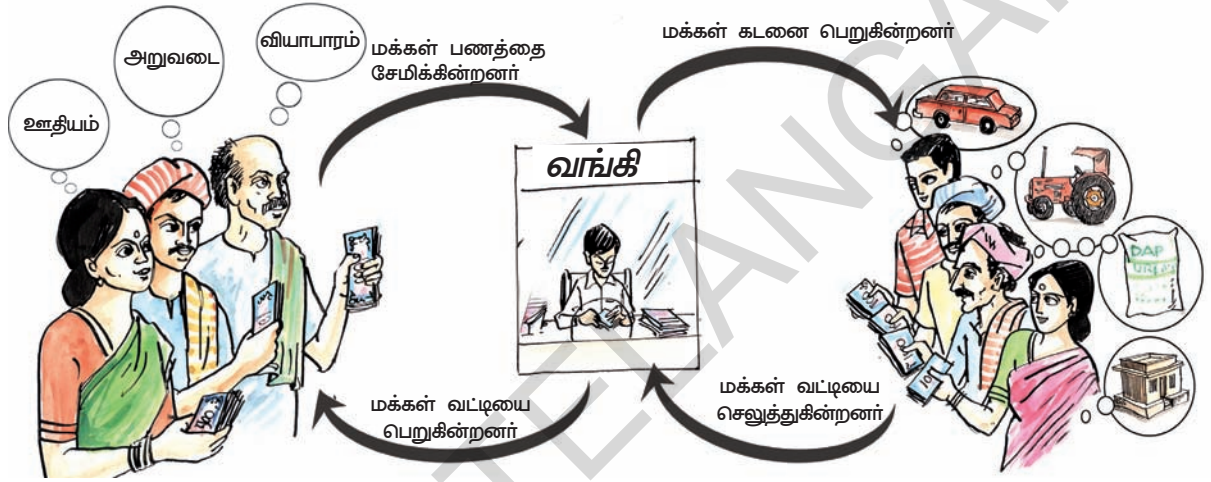 ஊதியம்
அறுவடை
வியாபாரம்
மக்கள் பணத்தை
சேமிக்கின்றனர்
மக்கள் கடனை பெறுகின்றனர்
வங்கி
DAP
மக்கள் வட்டியை
பெறுகின்றனர்
மக்கள் வட்டியை
செலுத்துகின்றனர்
TELANGA